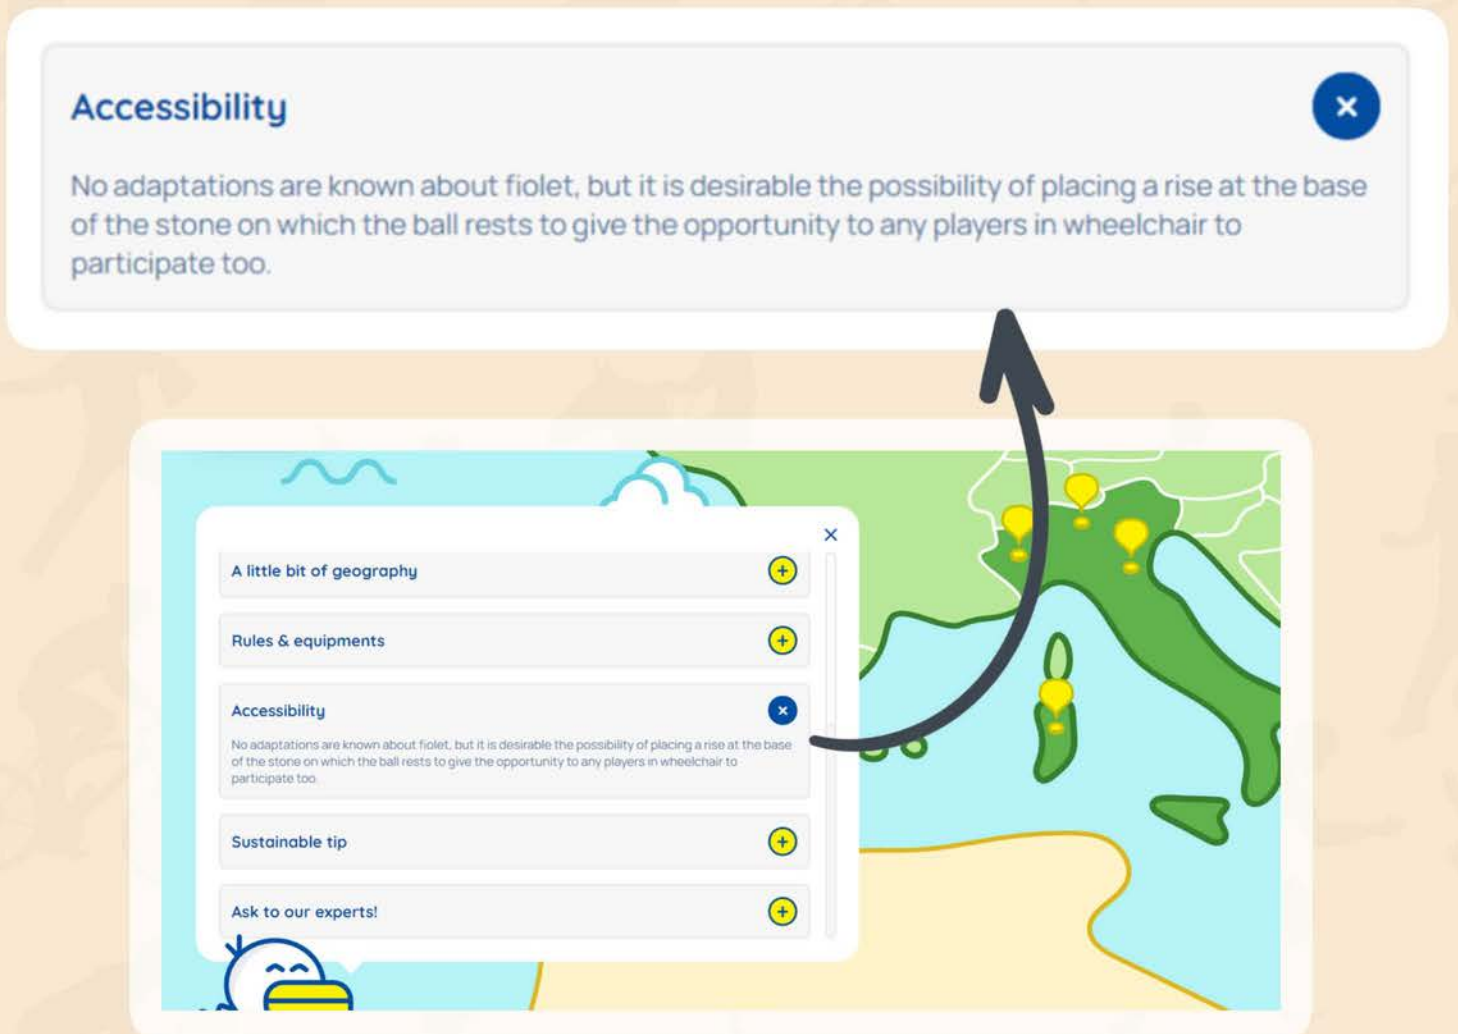 Accessibility
No adaptations are known about fiolet, but it is desirable the possibility of placing a rise at the base
of the stone on which the ball rests to give the opportunity to any players in wheelchair to
participate too.
A little bit of geography
Rules & equipments
Accessibility
No adaptations are known about fiolet, but it is desirable the possibility of placing a rise at the base
of the stone on which the ball rests to give the opportunity to any players in wheelchair to
participate too.
Sustainable tip
Ask to our experts!